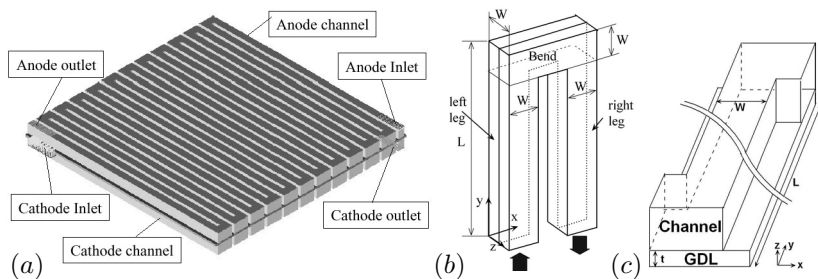 Anode channel
Anode outlet
Anode Inlet
Cathode Inlet
Cathode outlet
Cathode channel
(a)
W
W
Bend
W
W
left
leg
right
leg
L
y
x
z
(b)
W
L
Channel
t
GDL
z
y
x
(c)